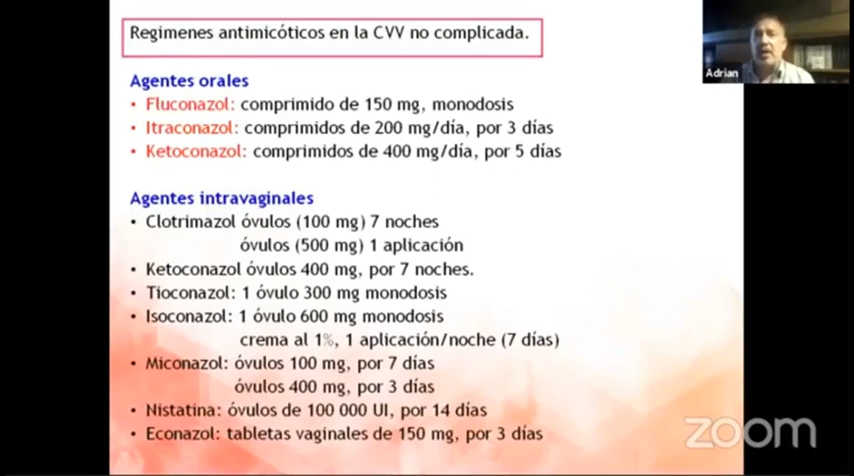 Regimenes antimicóticos en la CVV no complicada.
Adrian
Agentes orales
• Fluconazol: comprimido de 150 mg, monodosis
• Itraconazol: comprimidos de 200 mg/día, por 3 días
• Ketoconazol: comprimidos de 400 mg/día, por 5 días
Agentes intravaginales
• Clotrimazol óvulos (100 mg) 7 noches
óvulos (500 mg) 1 aplicación
• Ketoconazol óvulos 400 mg, por 7 noches.
• Tioconazol: 1 óvulo 300 mg monodosis
• Isoconazol: 1 óvulo 600 mg monodosis
crema al 1%, 1 aplicación/noche (7 días)
• Miconazol: óvulos 100 mg, por 7 días
óvulos 400 mg, por 3 días
• Nistatina: óvulos de 100 000 UI, por 14 días
• Econazol: tabletas vaginales de 150 mg, por 3 días
zoom